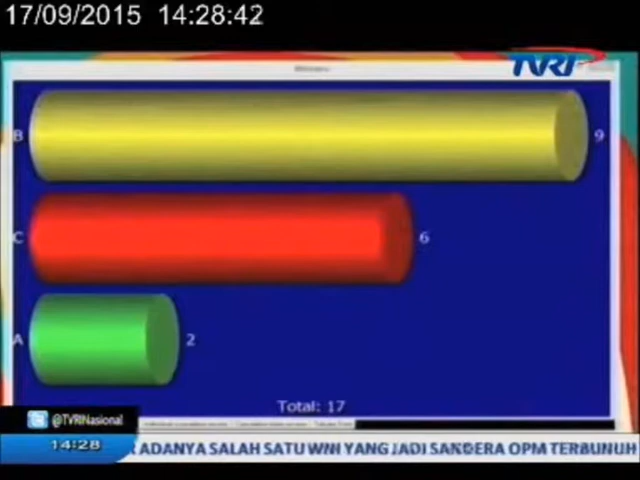 17/09/2015 14:28:42
TVRI
B 9
C 6
A 2
Total: 17
@TVRINasional
14:28
ADANYA SALAH SATU WNI YANG JADI SANDERA OPM TERBUNUH